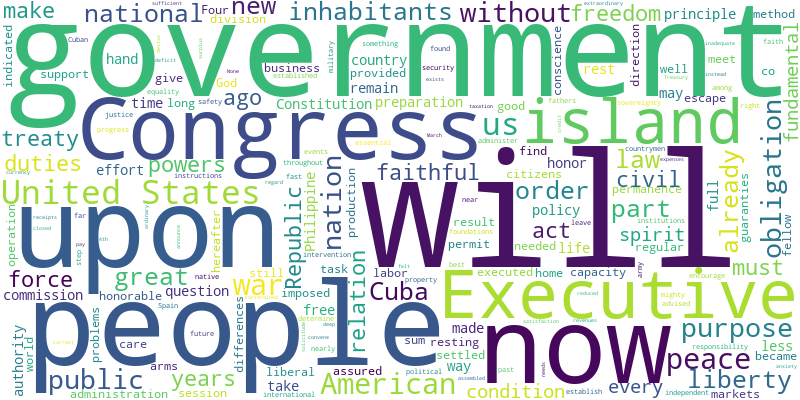 government
will
people
upon
now
Congress
Executive
island
United States
inhabitants
national
new
without
freedom
make
principle
method
Four
division
Cuban
sufficient
extraordinary
indicated
hand
support
business
country
something
military
found
security
exists
established
provided
None
God
give
deficit
surplus
equality
time
long
ago
remain
Constitution
preparation
good
us
conscience
direction
rest
well
meet
may
co
faith
inadequate
Treasury
instead
among
escape
right
fundamental
treaty
justice
safety
progress
fathers
taxation
March
essential
sovereignty
administer
duties
effort
powers
events
throughout
instructions
fast
regard
currency
nation
faithful
find
honor
citizens
order
policy
law
civil
part
spirit
countrymen
expenses
permanence
full
guarantees
already
obligation
fellow
receipts
closed
far
pay
step
ordinary
announce
operation
hereafter
Republic
Philippine
production
relation
near
result
permit
foundations
act
needed
life
leave
institutions
regular
force
great
war
still
native
intervention
task
labor
property
felt
best
executed
home
capacity
army
must
encourage
commission
honorable
question
Spain
imposed
free
determine
deep
Cuba
made
mighty
advised
purpose
authority
world
problems
care
arms
future
differences
solicitude
convene
nearly
sum
resting
assured
settled
way
satisfaction
revenues
reduced
peace
responsibility
less
became
anxiety
public
years
liberal
take
political
assembled
past
needs
condition
every
liberty
independent
establish
markets
administration
session
international
American
current